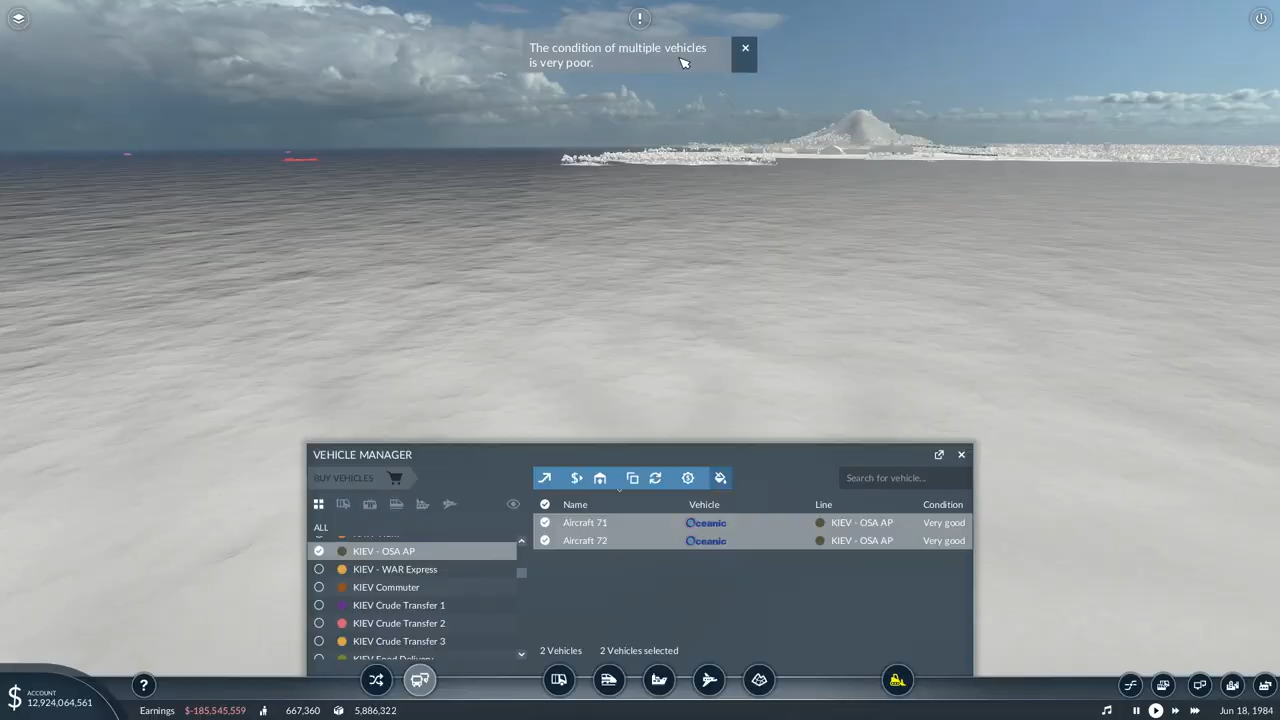 The condition of multiple vehicles
is very poor.
VEHICLE MANAGER
BUY VEHICLES
Search for vehicle...
ALL
Name Vehicle Line Condition
Aircraft 71 Oceanic KIEV - OSA AP Very good
Aircraft 72 Oceanic KIEV - OSA AP Very good
KIEV - OSA AP
KIEV - WAR Express
KIEV Commuter
KIEV Crude Transfer 1
KIEV Crude Transfer 2
KIEV Crude Transfer 3
KIEV Food Delivery
2 Vehicles 2 Vehicles selected
$ ACCOUNT
12,924,064,561
?
Earnings $-185,545,559 667,360 5,886,322 Jun 18, 1984